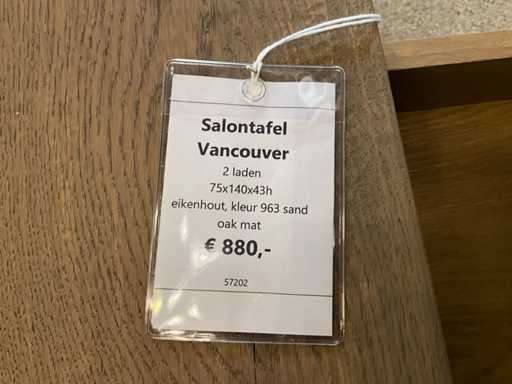 Salontafel
Vancouver
2 laden
75x140x43h
eikenhout, kleur 963 sand
oak mat
€ 880,-
57202